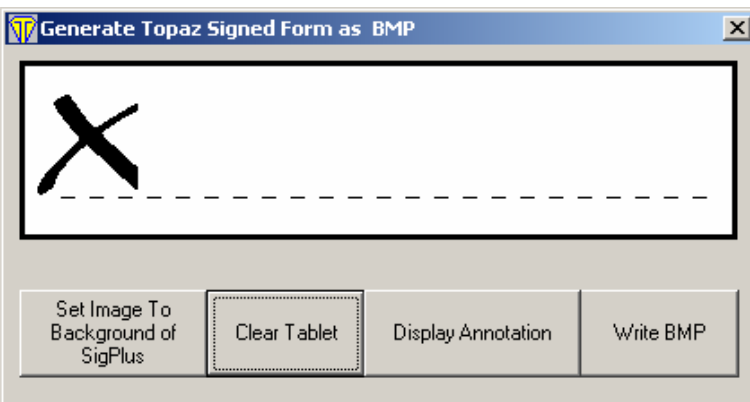 Generate Topaz Signed Form as BMP
X
Set Image To
Background of
SigPlus
Clear Tablet
Display Annotation
Write BMP